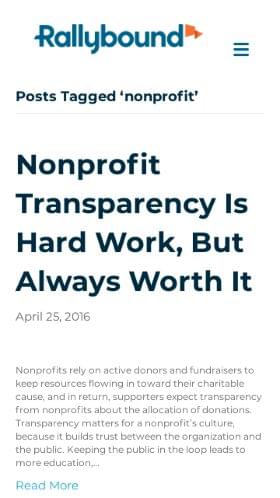 Rallybound
Posts Tagged ‘nonprofit’
Nonprofit
Transparency Is
Hard Work, But
Always Worth It
April 25, 2016
Nonprofits rely on active donors and fundraisers to
keep resources flowing in toward their charitable
cause, and in return, supporters expect transparency
from nonprofits about the allocation of donations.
Transparency matters for a nonprofit’s culture,
because it builds trust between the organization and
the public. Keeping the public in the loop leads to
more education,...
Read More